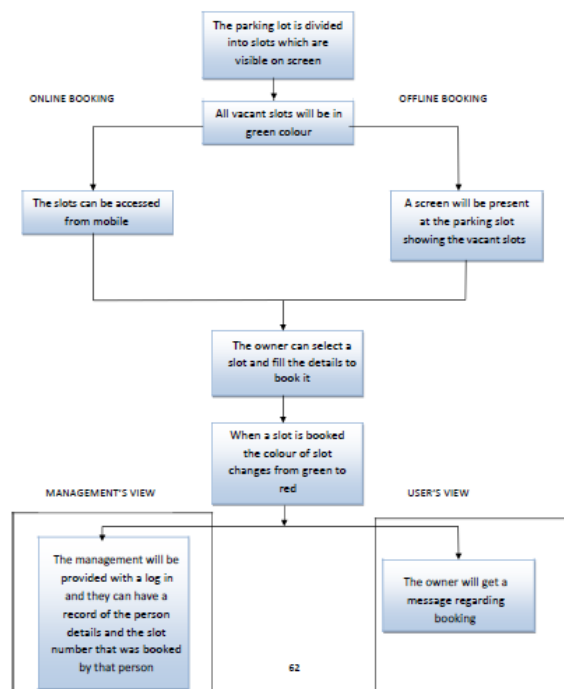 The parking lot is divided
into slots which are
visible on screen
ONLINE BOOKING
OFFLINE BOOKING
All vacant slots will be in
green colour
The slots can be accessed
from mobile
A screen will be present
at the parking slot
showing the vacant slots
The owner can select a
slot and fill the details to
book it
When a slot is booked
the colour of slot
changes from green to
red
MANAGEMENT'S VIEW
USER'S VIEW
The management will be
provided with a log in
and they can have a
record of the person
details and the slot
number that was booked
by that person
The owner will get a
message regarding
booking
62